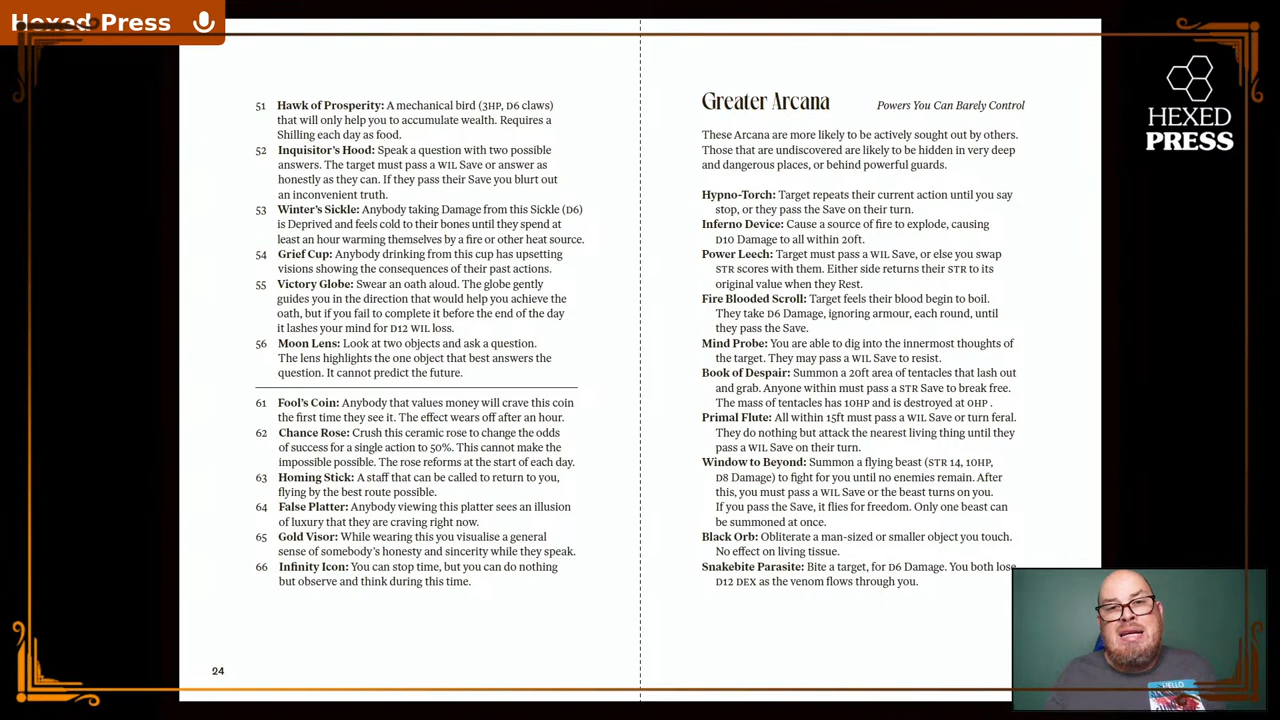 Hexed Press
51 Hawk of Prosperity: A mechanical bird (3HP, D6 claws)
that will only help you to accumulate wealth. Requires a
Shilling each day as food.
52 Inquisitor's Hood: Speak a question with two possible
answers. The target must pass a WIL Save or answer as
honestly as they can. If they pass their Save you blurt out
an inconvenient truth.
53 Winter's Sickle: Anybody taking Damage from this Sickle (D6)
is Deprived and feels cold to their bones until they spend at
least an hour warming themselves by a fire or other heat source.
54 Grief Cup: Anybody drinking from this cup has upsetting
visions showing the consequences of their past actions.
55 Victory Globe: Swear an oath aloud. The globe gently
guides you in the direction that would help you achieve the
oath, but if you fail to complete it before the end of the day
it lashes your mind for D12 WIL loss.
56 Moon Lens: Look at two objects and ask a question.
The lens highlights the one object that best answers the
question. It cannot predict the future.
61 Fool's Coin: Anybody that values money will crave this coin
the first time they see it. The effect wears off after an hour.
62 Chance Rose: Crush this ceramic rose to change the odds
of success for a single action to 50%. This cannot make the
impossible possible. The rose reforms at the start of each day.
63 Homing Stick: A staff that can be called to return to you,
flying by the best route possible.
64 False Platter: Anybody viewing this platter sees an illusion
of luxury that they are craving right now.
65 Gold Visor: While wearing this you visualise a general
sense of somebody's honesty and sincerity while they speak.
66 Infinity Icon: You can stop time, but you can do nothing
but observe and think during this time.
24
Greater Arcana Powers You Can Barely Control
These Arcana are more likely to be actively sought out by others.
Those that are undiscovered are likely to be hidden in very deep
and dangerous places, or behind powerful guards.
Hypno-Torch: Target repeats their current action until you say
stop, or they pass the Save on their turn.
Inferno Device: Cause a source of fire to explode, causing
D10 Damage to all within 20ft.
Power Leech: Target must pass a WIL Save, or else you swap
STR scores with them. Either side returns their STR to its
original value when they Rest.
Fire Blooded Scroll: Target feels their blood begin to boil.
They take D6 Damage, ignoring armour, each round, until
they pass the Save.
Mind Probe: You are able to dig into the innermost thoughts of
the target. They may pass a WIL Save to resist.
Book of Despair: Summon a 20ft area of tentacles that lash out
and grab. Anyone within must pass a STR Save to break free.
The mass of tentacles has 10HP and is destroyed at 0HP .
Primal Flute: All within 15ft must pass a WIL Save or turn feral.
They do nothing but attack the nearest living thing until they
pass a WIL Save on their turn.
Window to Beyond: Summon a flying beast (STR 14, 10HP,
D8 Damage) to fight for you until no enemies remain. After
this, you must pass a WIL Save or the beast turns on you.
If you pass the Save, it flies for freedom. Only one beast can
be summoned at once.
Black Orb: Obliterate a man-sized or smaller object you touch.
No effect on living tissue.
Snakebite Parasite: Bite a target, for D6 Damage. You both lose
D12 DEX as the venom flows through you.
HEXED
PRESS
HELLO